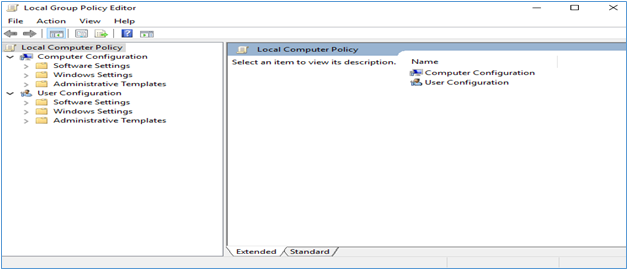 Local Group Policy Editor
File Action View Help
Local Computer Policy
Computer Configuration
Software Settings
Windows Settings
Administrative Templates
User Configuration
Software Settings
Windows Settings
Administrative Templates
Local Computer Policy
Select an item to view its description.
Name
Computer Configuration
User Configuration
Extended Standard